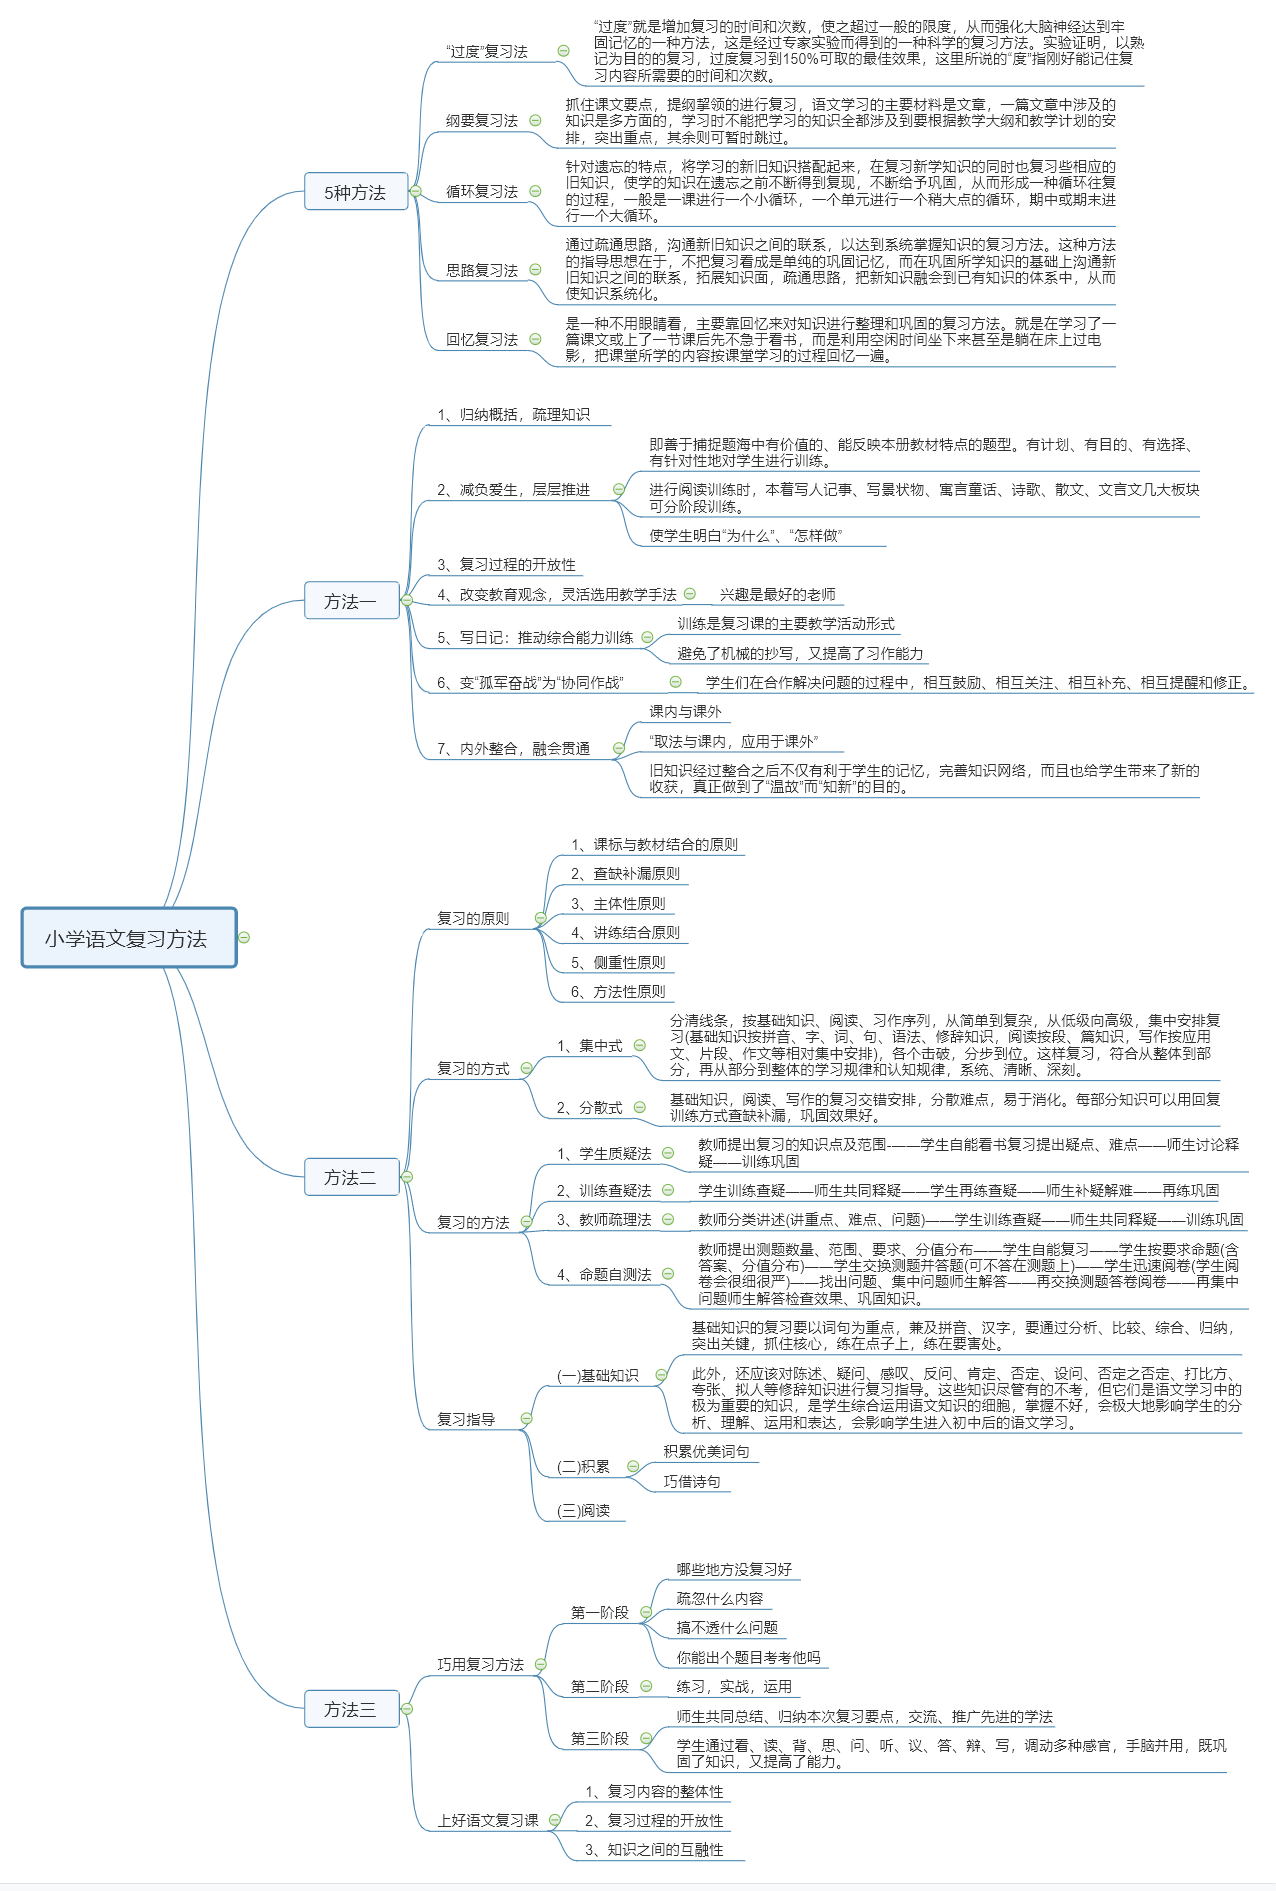 小学语文复习方法
5种方法
“过度”复习法
“过度”就是增加复习的时间和次数，使之超过一般的限度，从而强化大脑神经达到牢
固记忆的一种方法，这是经过专家实验而得到的一种科学的复习方法。实验证明，以熟
记为目的的复习，过度复习到150%可取的最佳效果，这里所说的“度”指刚好能记住复
习内容所需要的时间和次数。
纲要复习法
抓住课文要点，提纲挈领的进行复习，语文学习的主要材料是文章，一篇文章中涉及的
知识是多方面的，学习时不能把学习的知识全都涉及到要根据教学大纲和教学计划的安
排，突出重点，其余则可暂时跳过。
循环复习法
针对遗忘的特点，将学习的新旧知识搭配起来，在复习新学知识的同时也复习些相应的
旧知识，使学的知识在遗忘之前不断得到复现，不断给予巩固，从而形成一种循环往复
的过程，一般是一课进行一个小循环，一个单元进行一个稍大点的循环，期中或期末进
行一个大循环。
思路复习法
通过疏通思路，沟通新旧知识之间的联系，以达到系统掌握知识的复习方法。这种方法
的指导思想在于，不把复习看成是单纯的巩固记忆，而在巩固所学知识的基础上沟通新
旧知识之间的联系，拓展知识面，疏通思路，把新知识融会到已有知识的体系中，从而
使知识系统化。
回忆复习法
是一种不用眼睛看，主要靠回忆来对知识进行整理和巩固的复习方法。就是在学习了一
篇课文或上了一节课后先不急于看书，而是利用空闲时间坐下来甚至是躺在床上过电
影，把课堂所学的内容按课堂学习的过程回忆一遍。
方法一
1、归纳概括，疏理知识
2、减负爱生，层层推进
即善于捕捉题海中有价值的、能反映本册教材特点的题型。有计划、有目的、有选择、
有针对性地对学生进行训练。
进行阅读训练时，本着写人记事、写景状物、寓言童话、诗歌、散文、文言文几大板块
可分阶段训练。
使学生明白“为什么”、“怎样做”
3、复习过程的开放性
4、改变教育观念，灵活选用教学手法
兴趣是最好的老师
5、写日记：推动综合能力训练
训练是复习课的主要教学活动形式
避免了机械的抄写，又提高了习作能力
6、变“孤军奋战”为“协同作战”
学生们在合作解决问题的过程中，相互鼓励、相互关注、相互补充、相互提醒和修正。
7、内外整合，融会贯通
课内与课外
“取法与课内，应用于课外”
旧知识经过整合之后不仅有利于学生的记忆，完善知识网络，而且也给学生带来了新的
收获，真正做到了“温故”而“知新”的目的。
方法二
复习的原则
1、课标与教材结合的原则
2、查缺补漏原则
3、主体性原则
4、讲练结合原则
5、侧重性原则
6、方法性原则
复习的方式
1、集中式
分清线条，按基础知识、阅读、习作序列，从简单到复杂，从低级向高级，集中安排复
习(基础知识按拼音、字、词、句、语法、修辞知识，阅读按段、篇知识，写作按应用
文、片段、作文等相对集中安排)，各个击破，分步到位。这样复习，符合从整体到部
分，再从部分到整体的学习规律和认知规律，系统、清晰、深刻。
2、分散式
基础知识，阅读、写作的复习交错安排，分散难点，易于消化。每部分知识可以用回复
训练方式查缺补漏，巩固效果好。
复习的方法
1、学生质疑法
教师提出复习的知识点及范围-——学生自能看书复习提出疑点、难点——师生讨论释
疑——训练巩固
2、训练查疑法
学生训练查疑——师生共同释疑——学生再练查疑——师生补疑解难——再练巩固
3、教师疏理法
教师分类讲述(讲重点、难点、问题)——学生训练查疑——师生共同释疑——训练巩固
4、命题自测法
教师提出测题数量、范围、要求、分值分布——学生自能复习——学生按要求命题(含
答案、分值分布)——学生交换测题并答题(可不答在测题上)——学生迅速阅卷(学生阅
卷会很细很严)——找出问题、集中问题师生解答——再交换测题答卷阅卷——再集中
问题师生解答检查效果、巩固知识。
复习指导
(一)基础知识
基础知识的复习要以词句为重点，兼及拼音、汉字，要通过分析、比较、综合、归纳，
突出关键，抓住核心，练在点子上，练在要害处。
此外，还应该对陈述、疑问、感叹、反问、肯定、否定、设问、否定之否定、打比方、
夸张、拟人等修辞知识进行复习指导。这些知识尽管有的不考，但它们是语文学习中的
极为重要的知识，是学生综合运用语文知识的细胞，掌握不好，会极大地影响学生的分
析、理解、运用和表达，会影响学生进入初中后的语文学习。
(二)积累
积累优美词句
巧借诗句
(三)阅读
方法三
巧用复习方法
第一阶段
哪些地方没复习好
疏忽什么内容
搞不透什么问题
你能出个题目考考他吗
第二阶段
练习，实战，运用
第三阶段
师生共同总结、归纳本次复习要点，交流、推广先进的学法
学生通过看、读、背、思、问、听、议、答、辩、写，调动多种感官，手脑并用，既巩
固了知识，又提高了能力。
上好语文复习课
1、复习内容的整体性
2、复习过程的开放性
3、知识之间的互融性